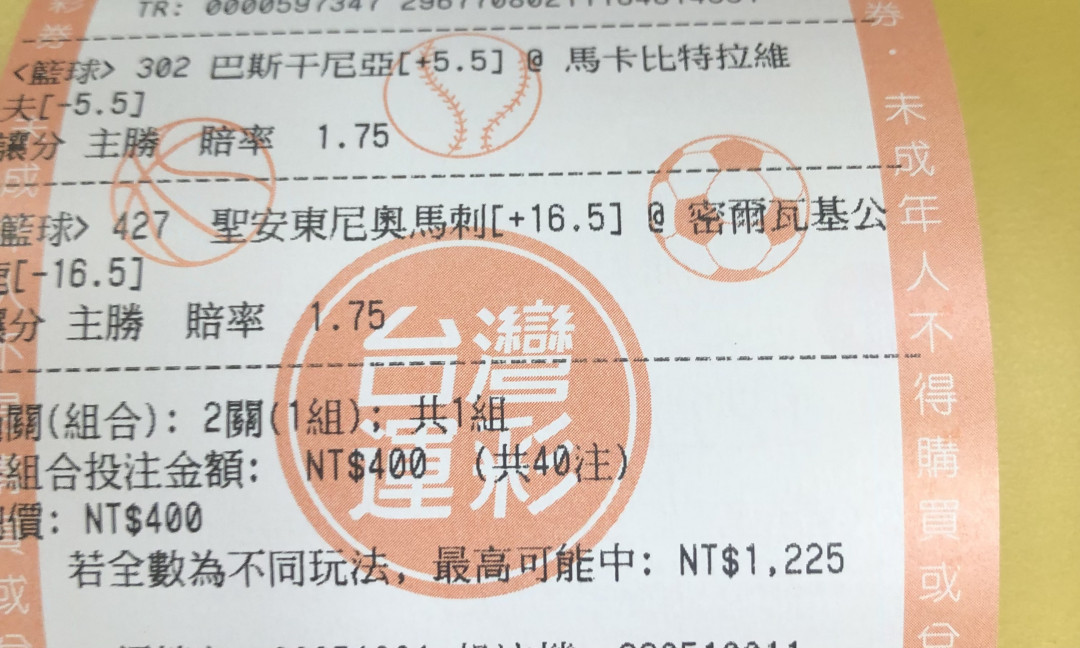 <籃球> 302 巴斯干尼亞[+5.5] @ 馬卡比特拉維
夫[-5.5]
讓分 主勝 賠率 1.75
籃球> 427 聖安東尼奧馬刺[+16.5] @ 密爾瓦基公
鹿[-16.5]
讓分 主勝 賠率 1.75
關(組合): 2關(1組); 共1組
組合投注金額: NT$400 (共40注)
價: NT$400
若全數為不同玩法, 最高可能中: NT$1,225
台灣
運彩
券・未成年人不得購買或